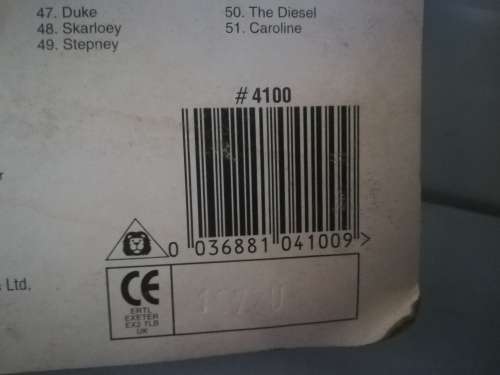 47. Duke
48. Skarloey
49. Stepney
50. The Diesel
51. Caroline
#4100
0 036881 041009 >
Ltd.
CE
ERTL
EXETER
EX2 7LB
UK